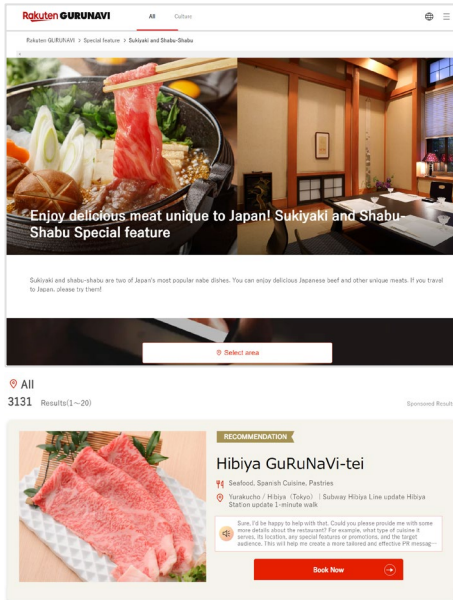 Rakuten GURUNAVI
All
Culture
Rakuten GURUNAVI > Special feature > Sukiyaki and Shabu-Shabu
Enjoy delicious meat unique to Japan! Sukiyaki and Shabu-
Shabu Special feature
Sukiyaki and shabu-shabu are two of Japan's most popular nabe dishes. You can enjoy delicious Japanese beef and other unique meats. If you travel
to Japan, please try them!
Select area
All
3131 Results(1～20)
Sponsored Result
RECOMMENDATION
Hibiya GuRuNaVi-tei
Seafood, Spanish Cuisine, Pastries
Yurakucho / Hibiya (Tokyo) | Subway Hibiya Line update Hibiya
Station update 1-minute walk
Sure, I'd be happy to help with that. Could you please provide me with some
more details about the restaurant? For example, what type of cuisine it
serves, its location, any special features or promotions, and the target
audience. This will help me create a more tailored and effective PR messag…
Book Now